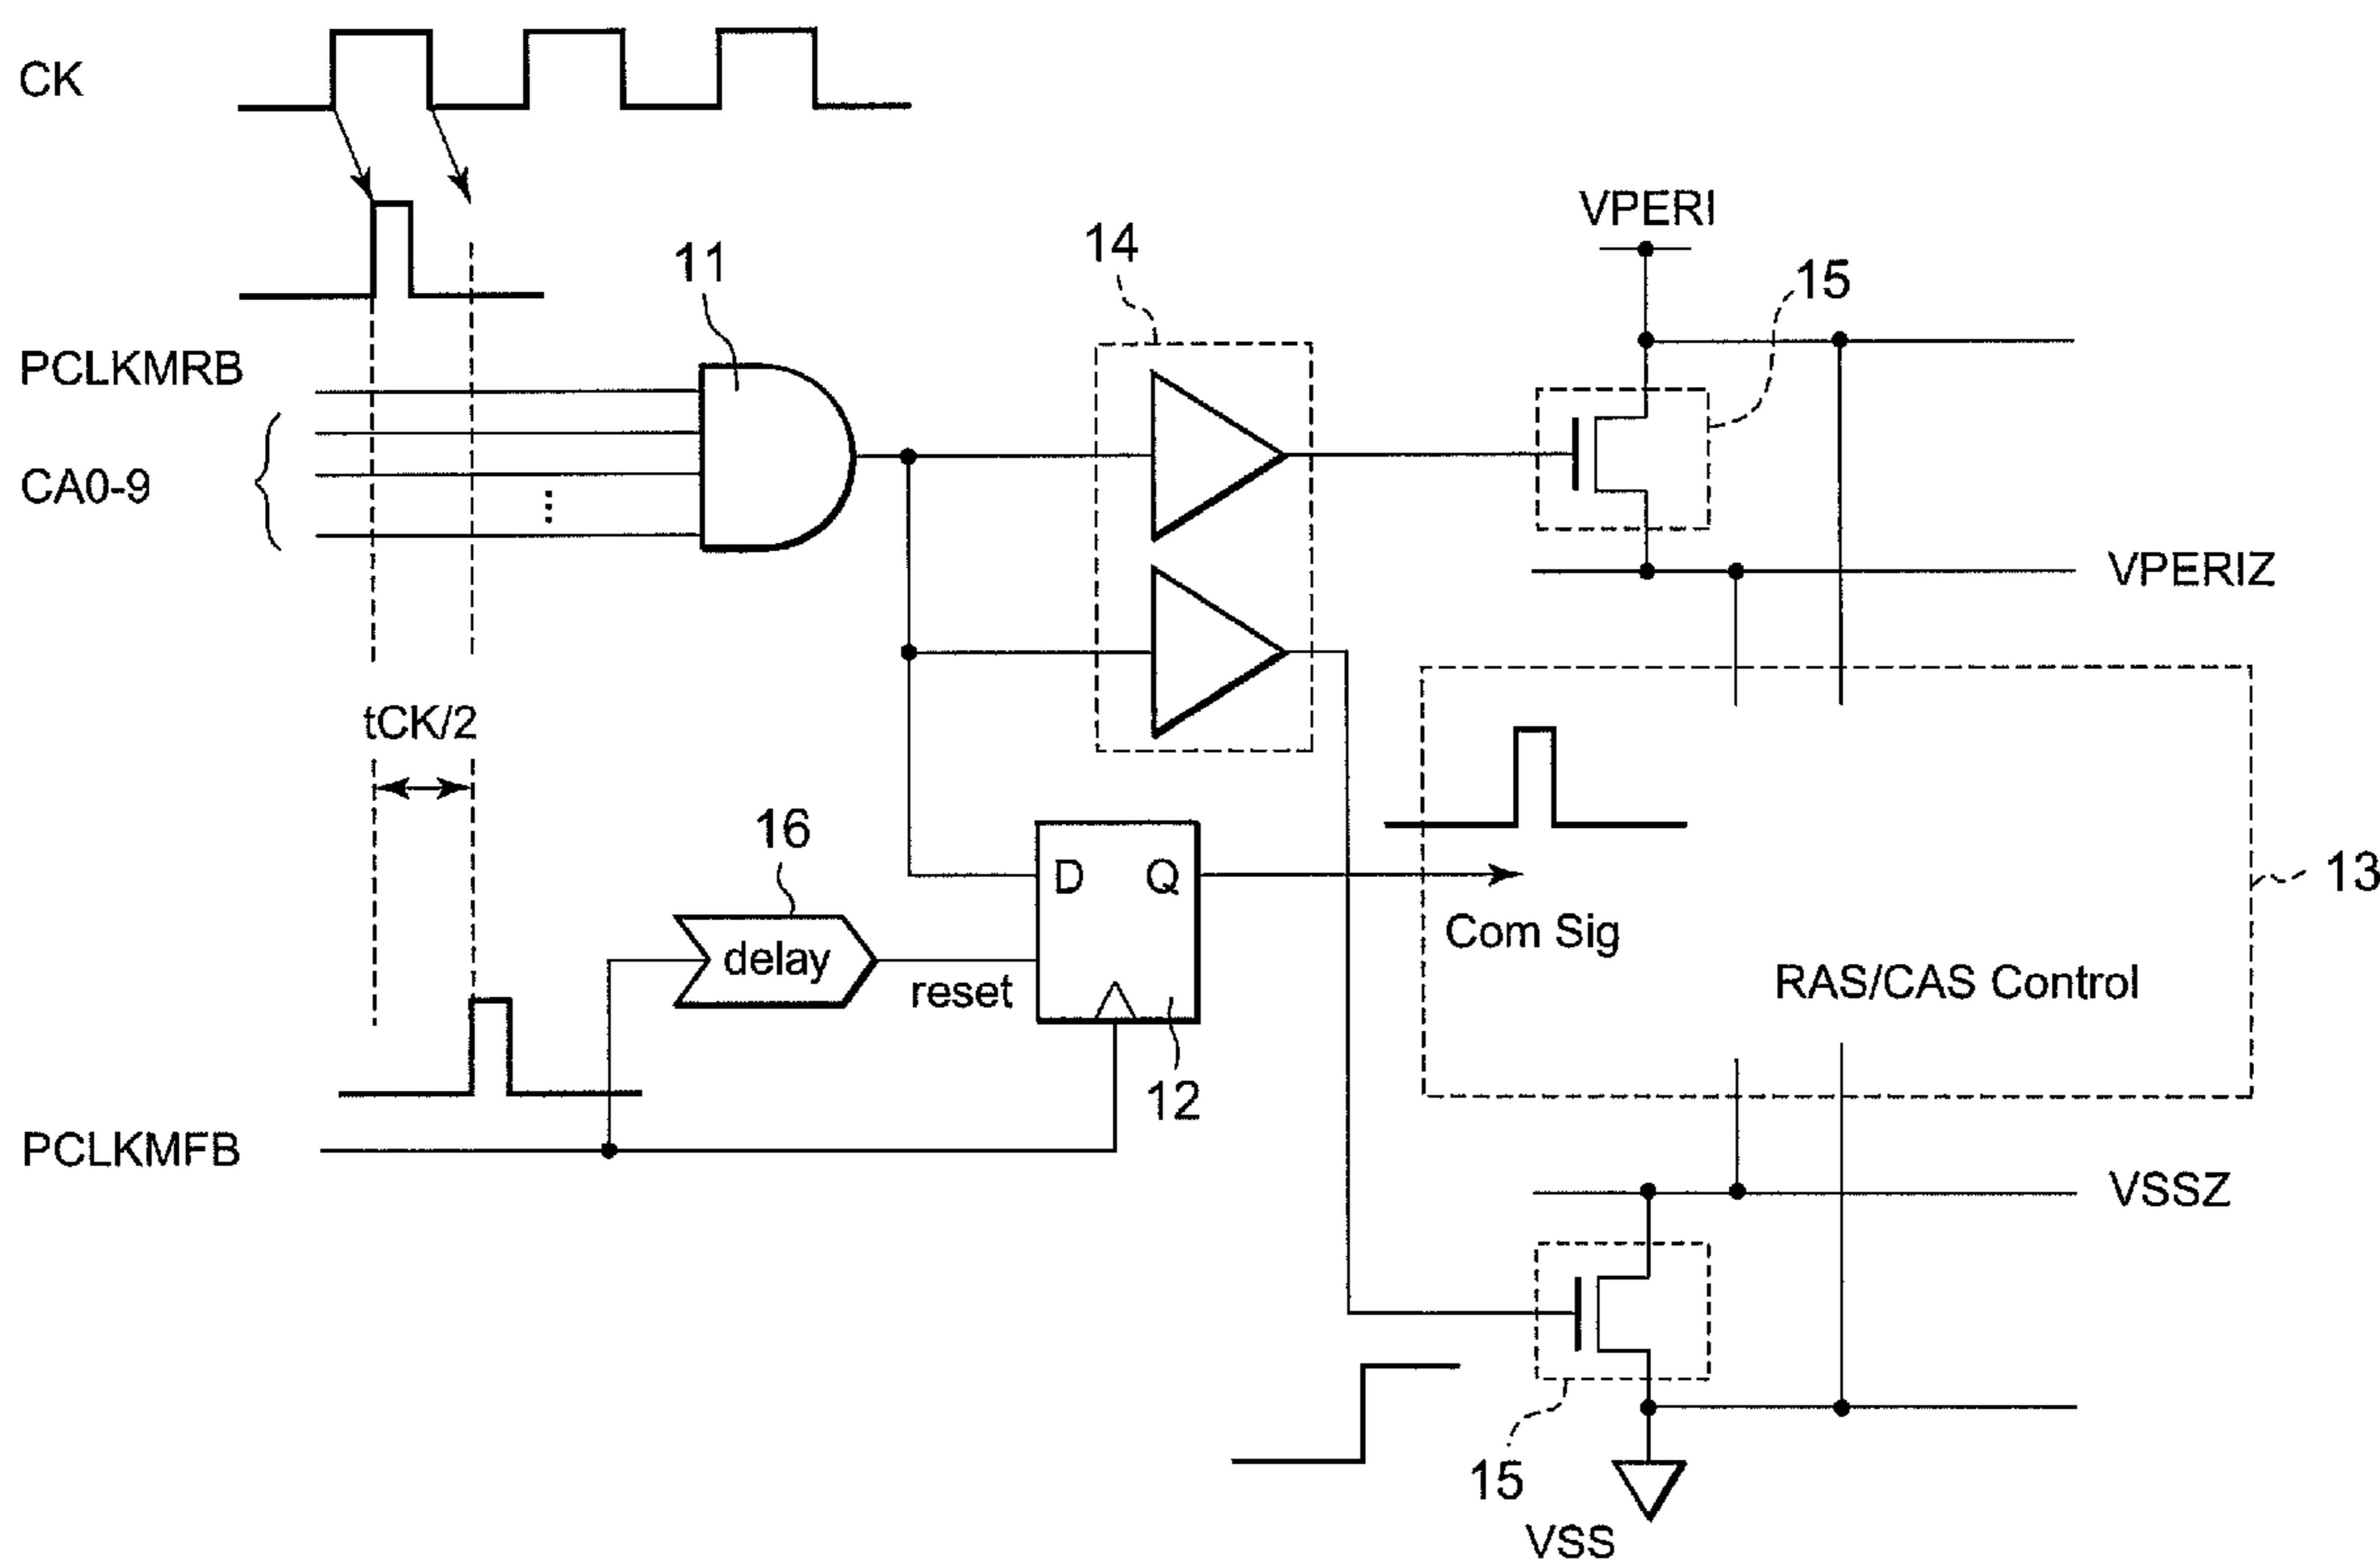 CK
VPERI
14
11
15
PCLKMRB
CA0-9
VPERIZ
tCK/2
16
D Q
13
delay
Com Sig
reset
RAS/CAS Control
12
PCLKMFB
VSSZ
15
VSS